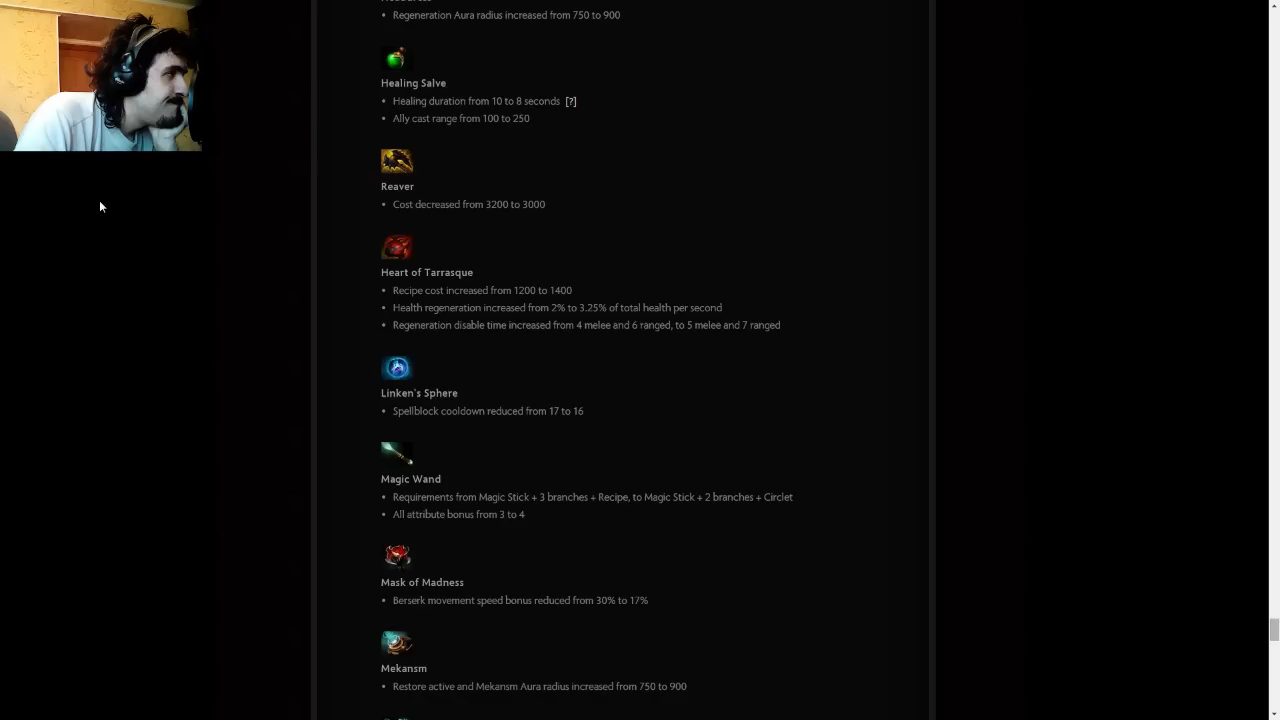 • Regeneration Aura radius increased from 750 to 900
Healing Salve
• Healing duration from 10 to 8 seconds [?]
• Ally cast range from 100 to 250
Reaver
• Cost decreased from 3200 to 3000
Heart of Tarrasque
• Recipe cost increased from 1200 to 1400
• Health regeneration increased from 2% to 3.25% of total health per second
• Regeneration disable time increased from 4 melee and 6 ranged, to 5 melee and 7 ranged
Linken's Sphere
• Spellblock cooldown reduced from 17 to 16
Magic Wand
• Requirements from Magic Stick + 3 branches + Recipe, to Magic Stick + 2 branches + Circlet
• All attribute bonus from 3 to 4
Mask of Madness
• Berserk movement speed bonus reduced from 30% to 17%
Mekansm
• Restore active and Mekansm Aura radius increased from 750 to 900